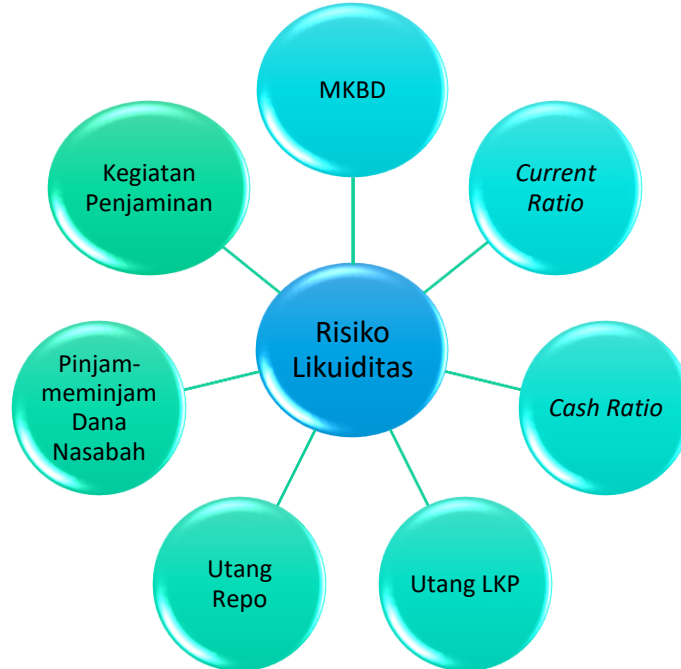 MKBD
Current
Ratio
Cash Ratio
Utang LKP
Utang
Repo
Pinjam-
meminjam
Dana
Nasabah
Kegiatan
Penjaminan
Risiko
Likuiditas